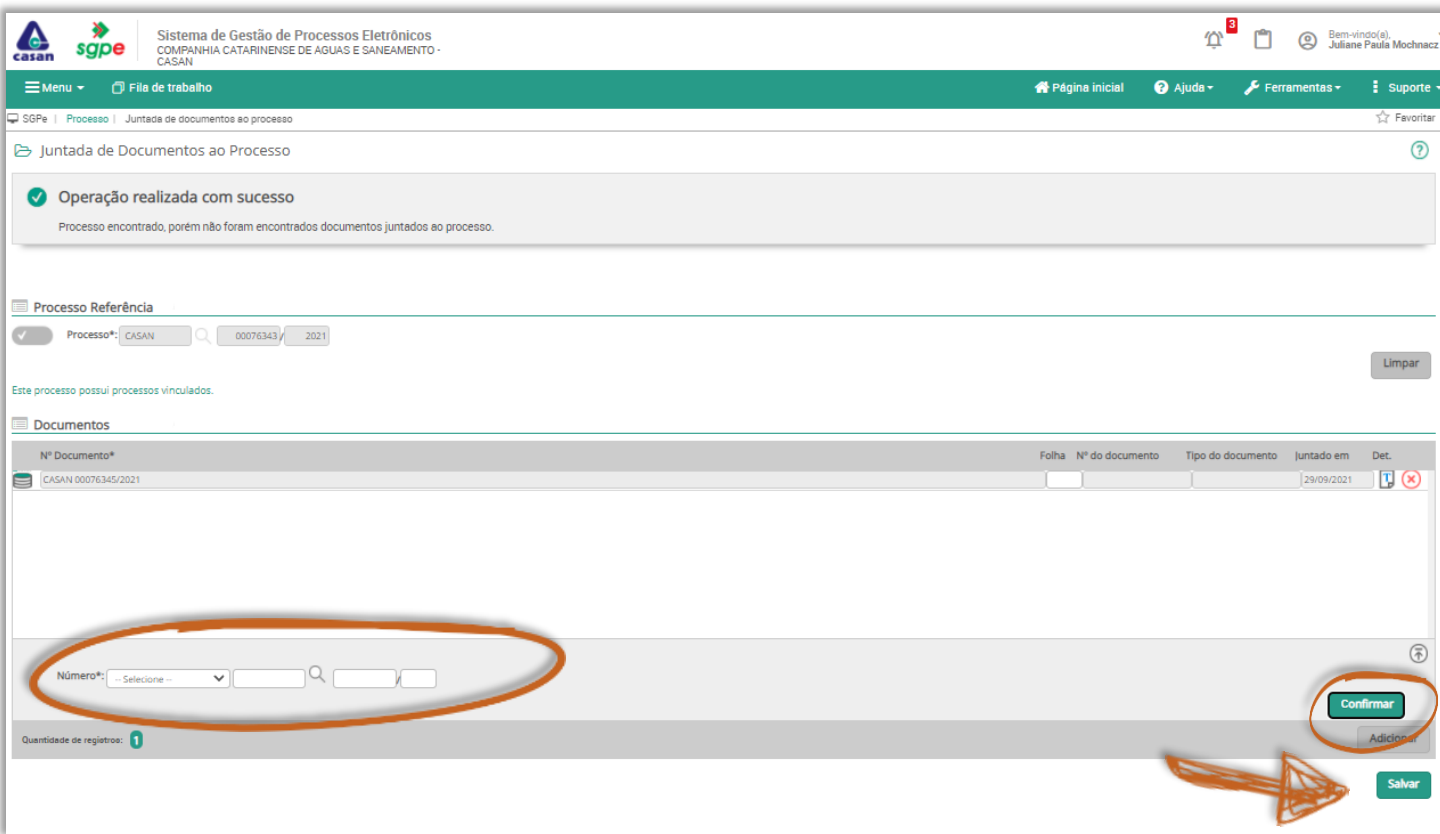 casan
sgpe
Sistema de Gestão de Processos Eletrônicos
COMPANHIA CATARINENSE DE AGUAS E SANEAMENTO -
CASAN
3
Bem-vindo(a),
Juliane Paula Mochnacz
Menu
Fila de trabalho
Página inicial
Ajuda
Ferramentas
Suporte
SGPe | Processo | Juntada de documentos ao processo
Favoritar
Juntada de Documentos ao Processo
Operação realizada com sucesso
Processo encontrado, porém não foram encontrados documentos juntados ao processo.
Processo Referência
Processo*: CASAN 00076343 / 2021
Limpar
Este processo possui processos vinculados.
Documentos
Nº Documento* Folha Nº do documento Tipo do documento Juntado em Det.
CASAN 00076345/2021 29/09/2021
Número*: -- Selecione -- /
Confirmar
Quantidade de registros: 1
Adicionar
Salvar